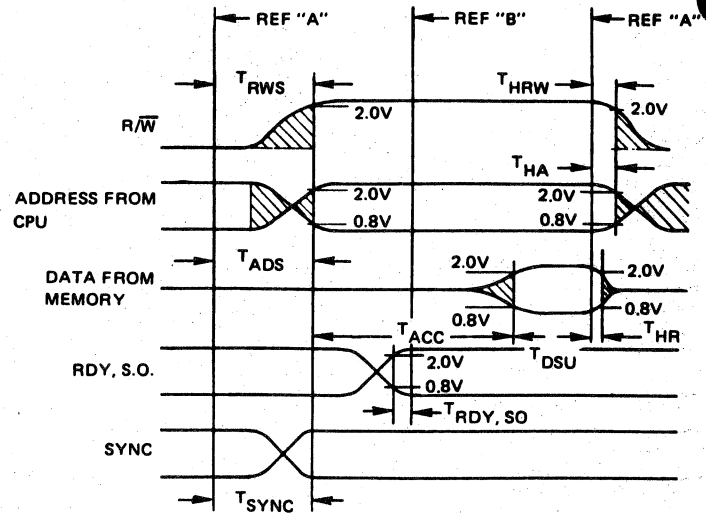 REF "A" REF "B" REF "A"
TRWS THRW
R/W̅ 2.0V 2.0V
THA
ADDRESS FROM CPU 2.0V 0.8V 2.0V 0.8V
TADS
DATA FROM MEMORY 2.0V 0.8V 2.0V 0.8V
TACC TDSU THR
RDY, S.O. 2.0V 0.8V
TRDY, SO
SYNC
TSYNC